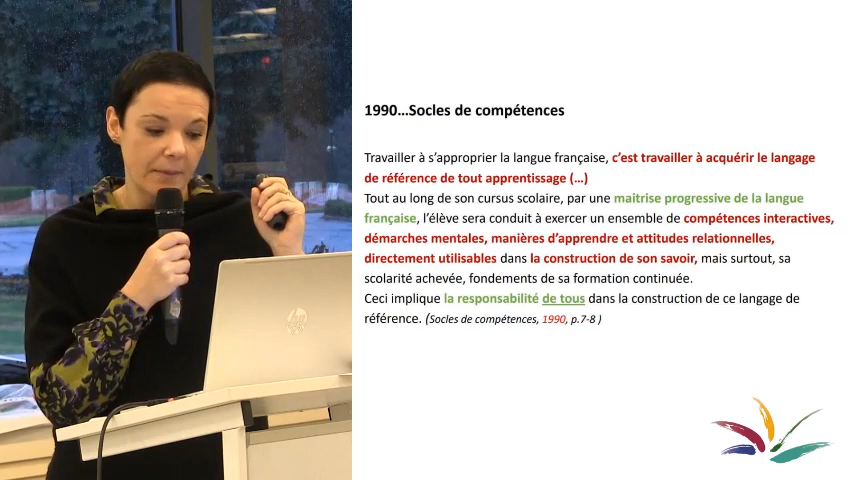 1990...Socles de compétences
Travailler à s'approprier la langue française, c'est travailler à acquérir le langage
de référence de tout apprentissage (...)
Tout au long de son cursus scolaire, par une maitrise progressive de la langue
française, l'élève sera conduit à exercer un ensemble de compétences interactives,
démarches mentales, manières d'apprendre et attitudes relationnelles,
directement utilisables dans la construction de son savoir, mais surtout, sa
scolarité achevée, fondements de sa formation continuée.
Ceci implique la responsabilité de tous dans la construction de ce langage de
référence. (Socles de compétences, 1990, p.7-8 )
hp